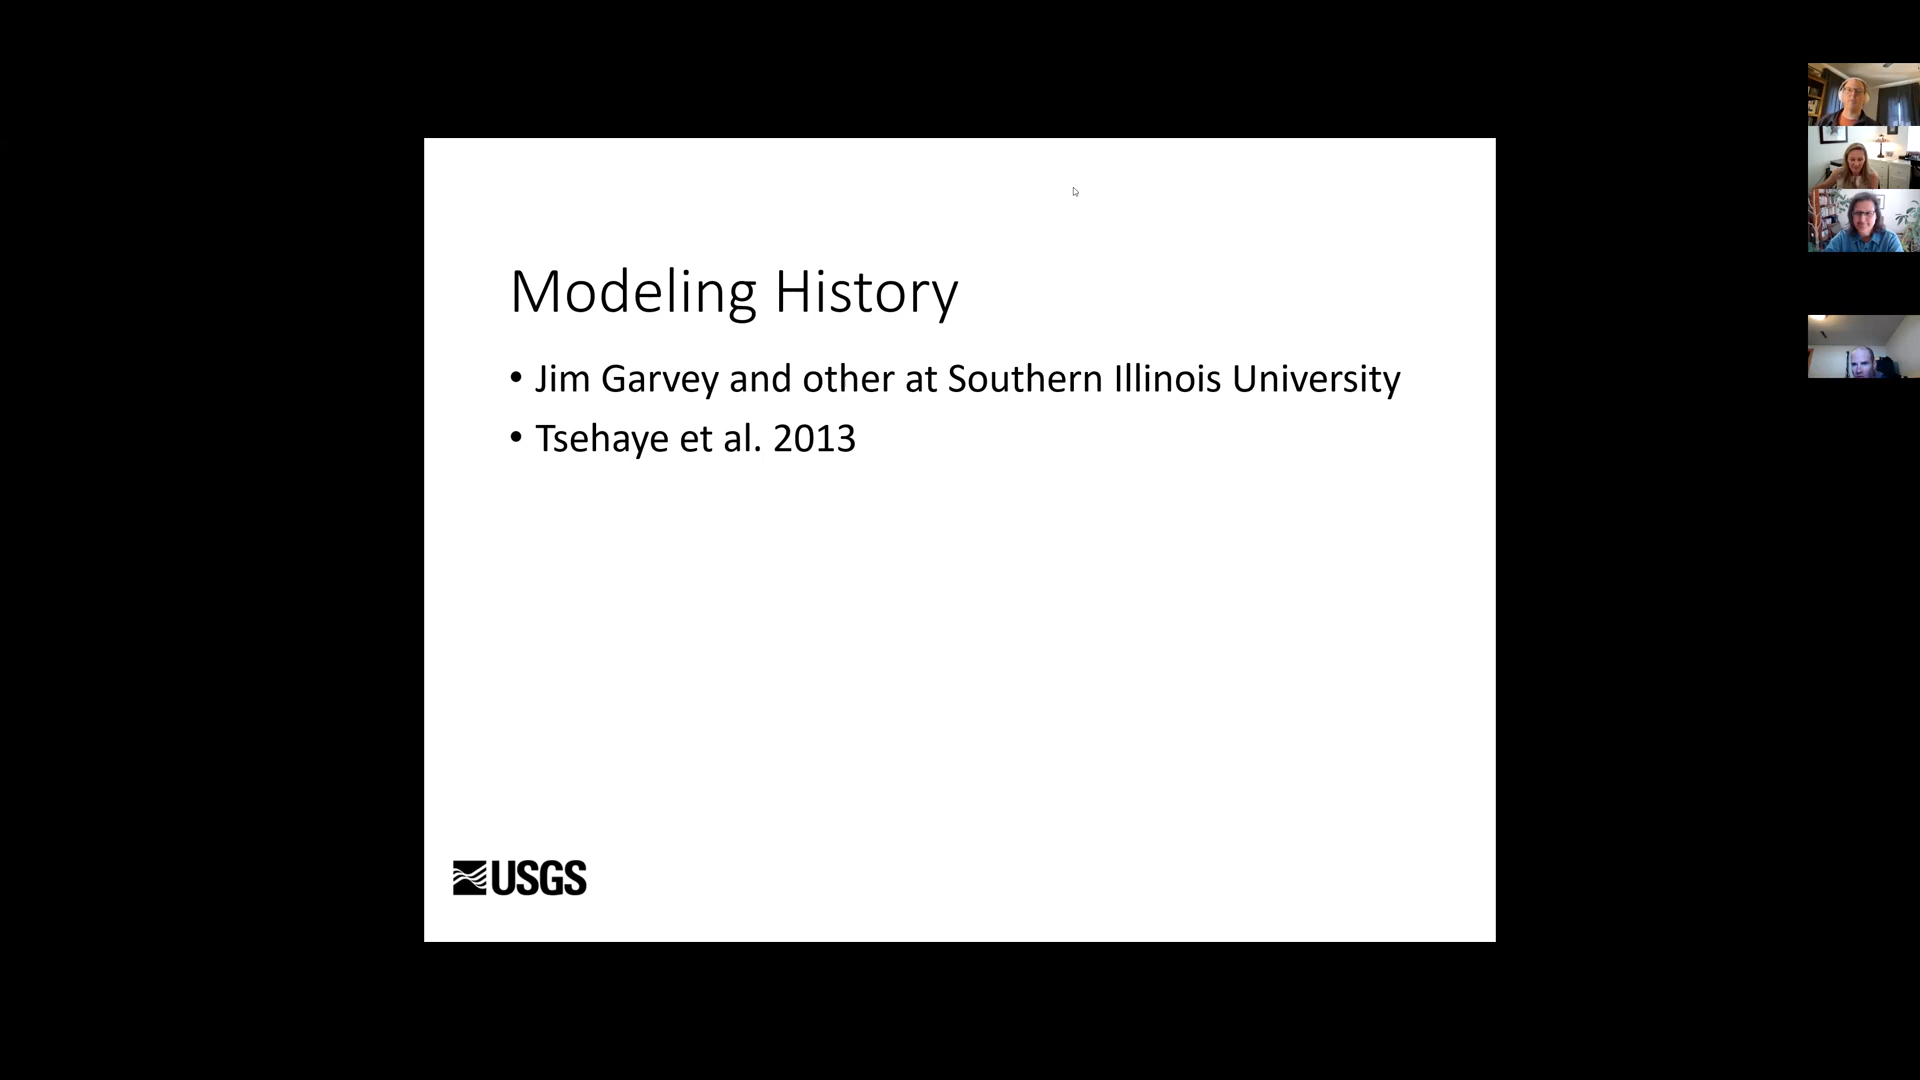 Modeling History
• Jim Garvey and other at Southern Illinois University
• Tsehaye et al. 2013
USGS